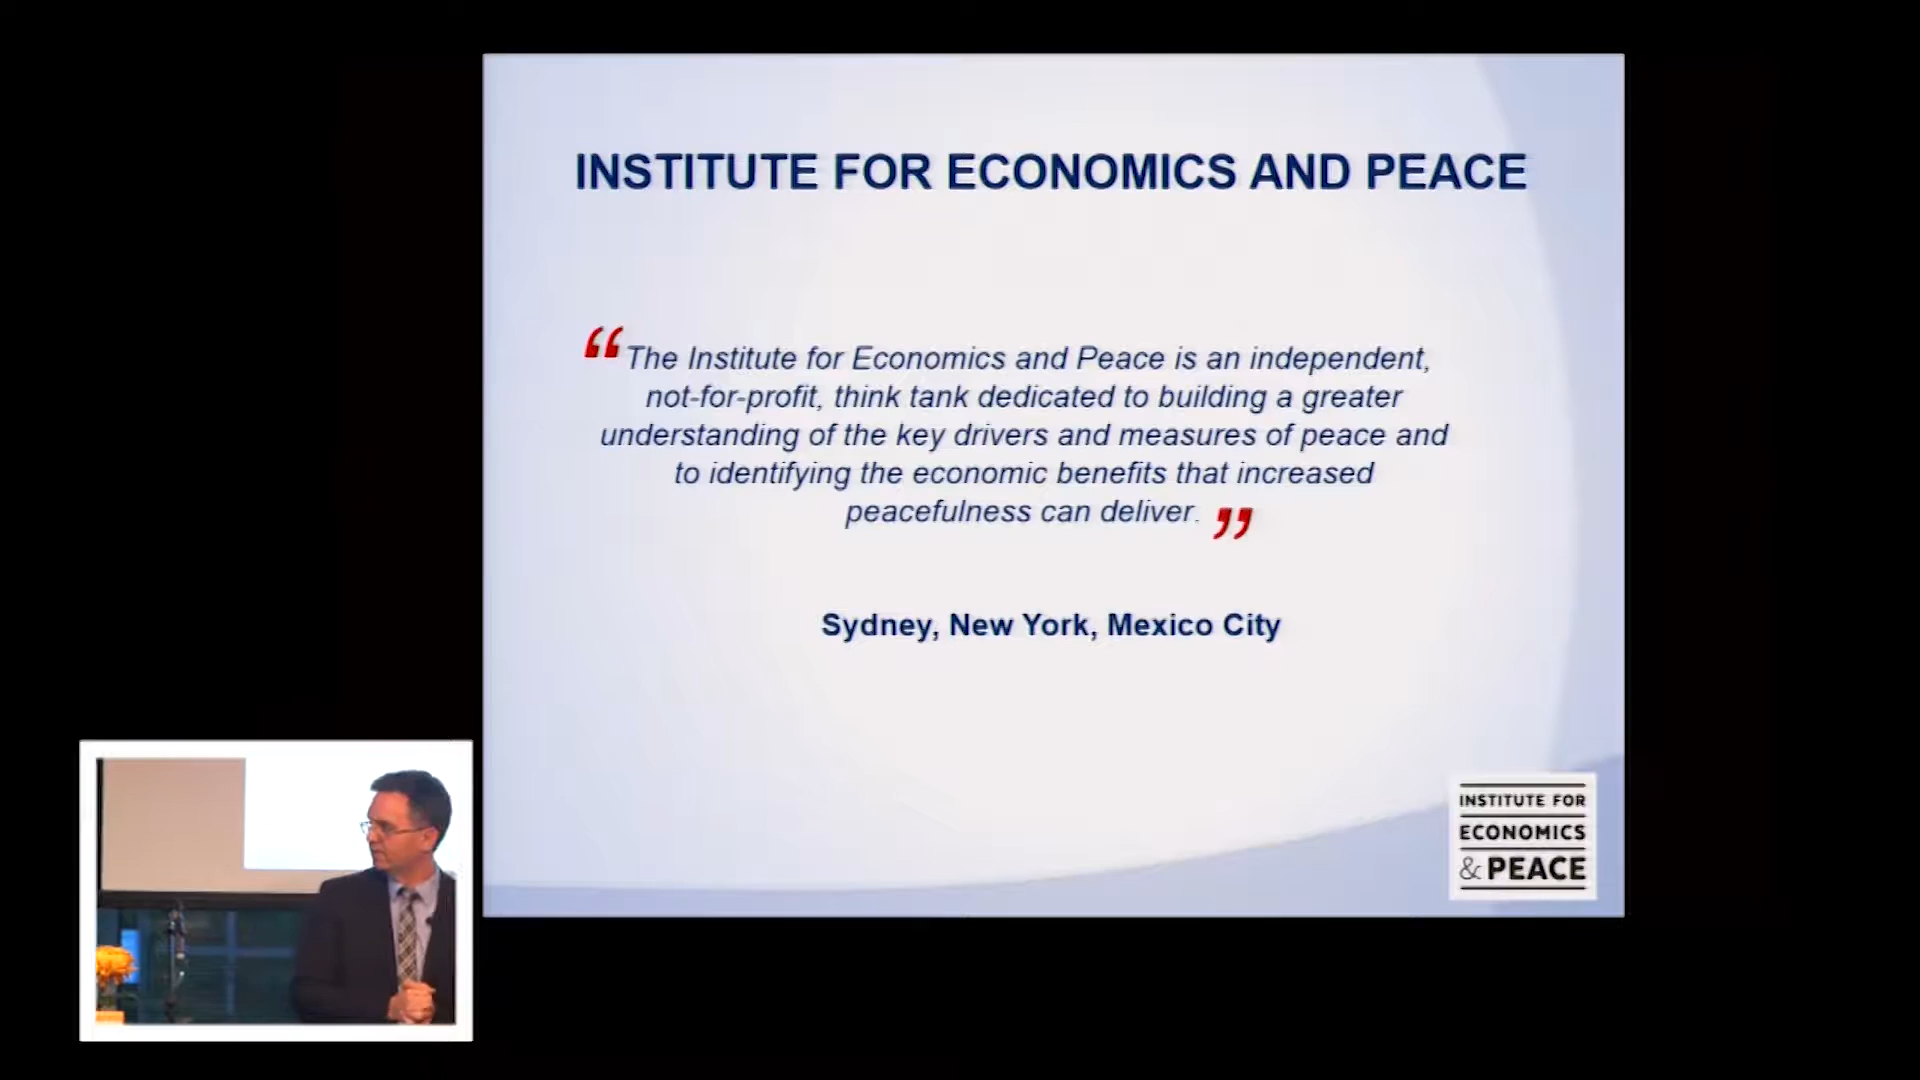 INSTITUTE FOR ECONOMICS AND PEACE
“The Institute for Economics and Peace is an independent,
not-for-profit, think tank dedicated to building a greater
understanding of the key drivers and measures of peace and
to identifying the economic benefits that increased
peacefulness can deliver.”
Sydney, New York, Mexico City
INSTITUTE FOR
ECONOMICS
& PEACE